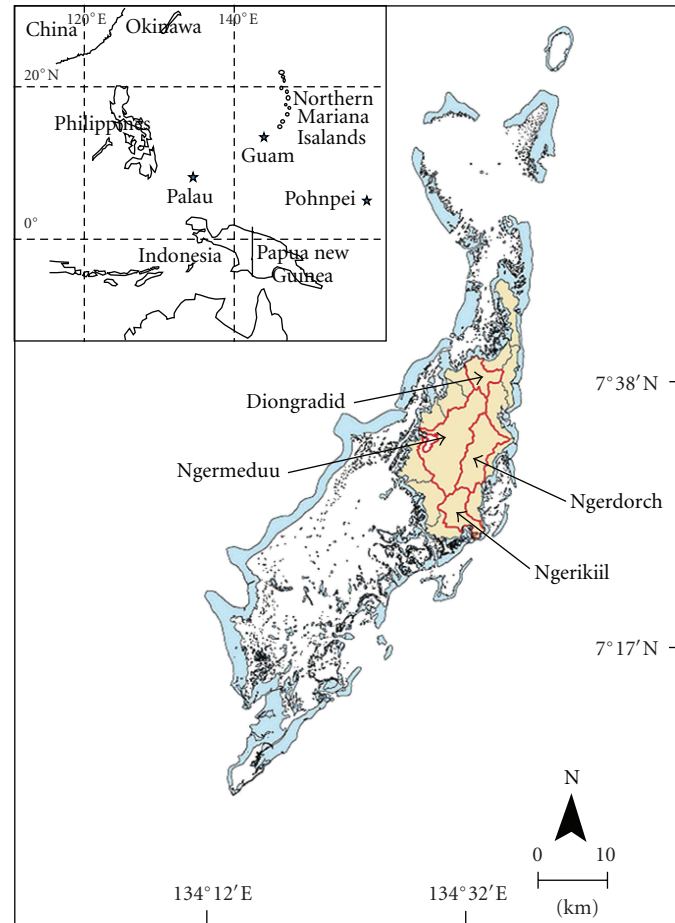 120°E
140°E
China
Okinawa
20°N
Northern
Mariana
Isalands
Philippines
Guam
Palau
Pohnpei
0°
Indonesia
Papua new
Guinea
Diongradid
7°38′N
Ngermeduu
Ngerdorch
Ngerikiil
7°17′N
N
0 10
(km)
134°12′E
134°32′E